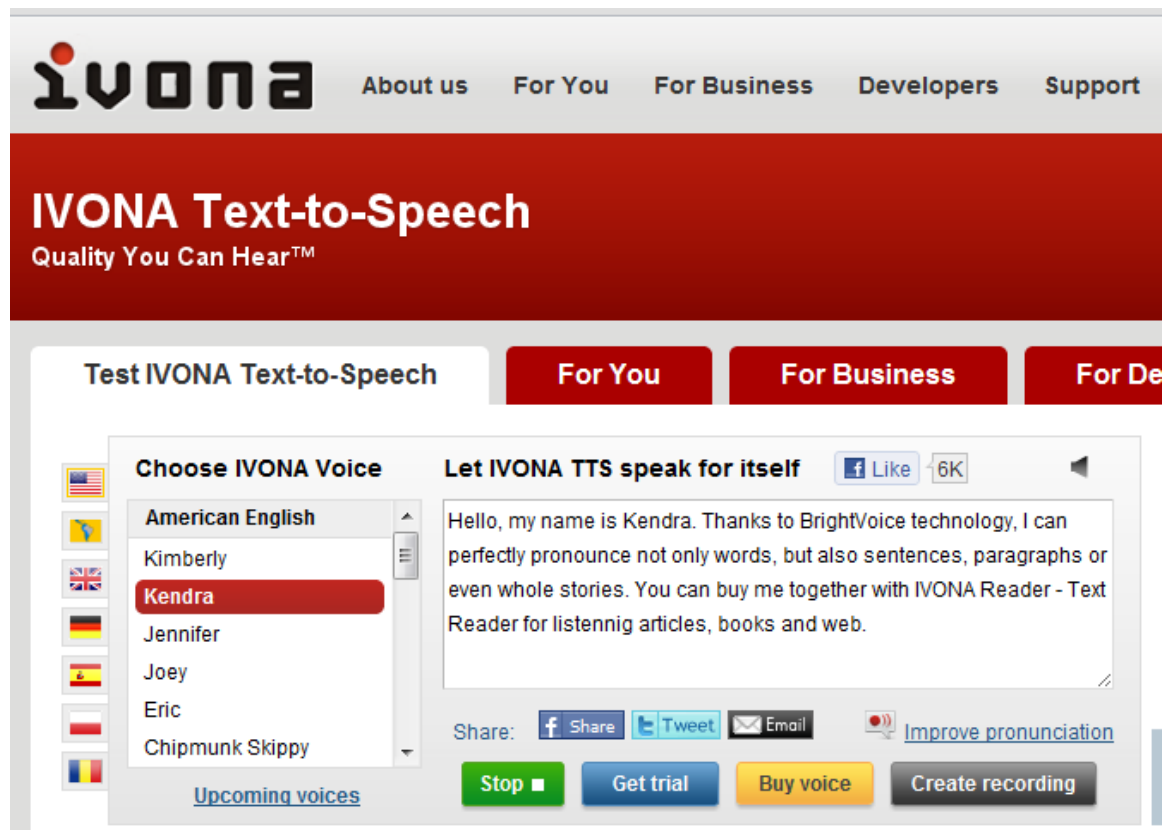 ivona
About us For You For Business Developers Support
IVONA Text-to-Speech
Quality You Can Hear™
Test IVONA Text-to-Speech For You For Business For De
Choose IVONA Voice
American English
Kimberly
Kendra
Jennifer
Joey
Eric
Chipmunk Skippy
Upcoming voices
Let IVONA TTS speak for itself Like 6K
Hello, my name is Kendra. Thanks to BrightVoice technology, I can
perfectly pronounce not only words, but also sentences, paragraphs or
even whole stories. You can buy me together with IVONA Reader - Text
Reader for listennig articles, books and web.
Share: Share Tweet Email Improve pronunciation
Stop Get trial Buy voice Create recording